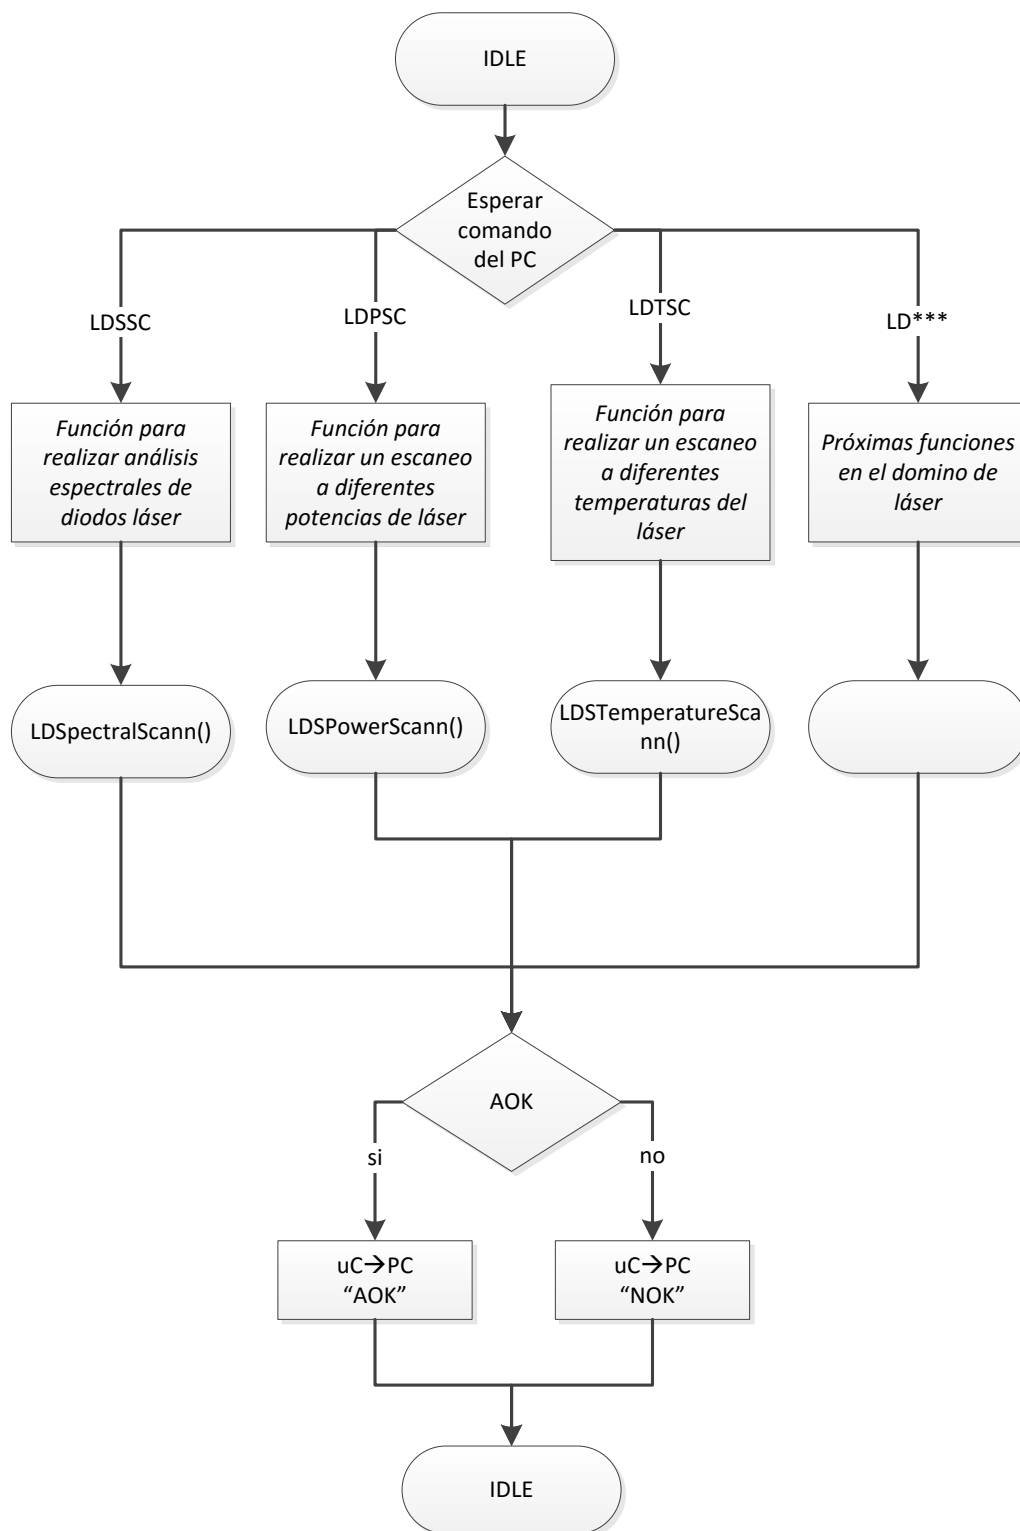 IDLE
Esperar
comando
del PC
LDSSC
LDPSC
LDTSC
LD***
Función para
realizar análisis
espectrales de
diodos láser
Función para
realizar un escaneo
a diferentes
potencias de láser
Función para
realizar un escaneo
a diferentes
temperaturas del
láser
Próximas funciones
en el domino de
láser
LDSpectralScann()
LDSPowerScann()
LDSTemperatureSca
nn()
AOK
si
no
uC→PC
“AOK”
uC→PC
“NOK”
IDLE